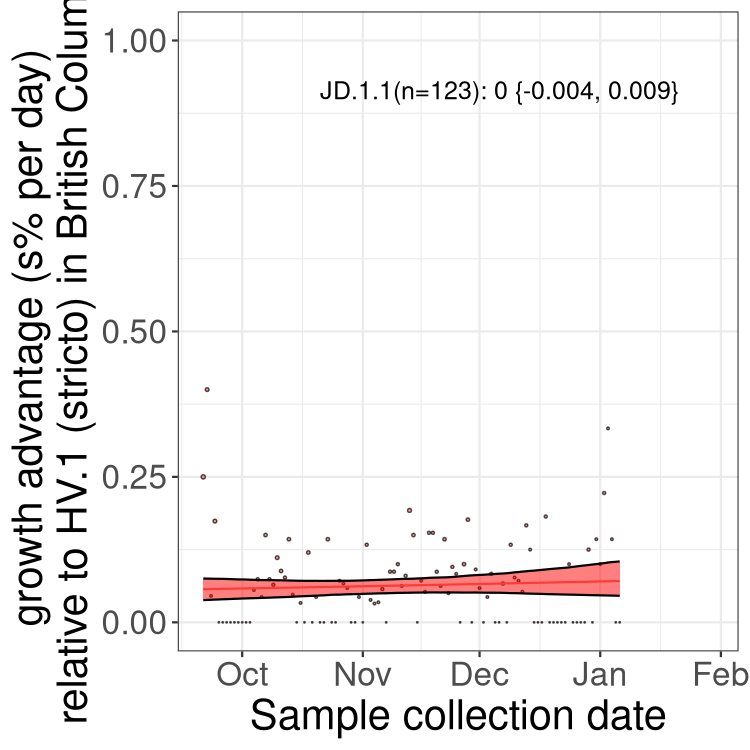 growth advantage (s% per day)
relative to HV.1 (stricto) in British Colum
1.00
0.75
0.50
0.25
0.00
JD.1.1(n=123): 0 {-0.004, 0.009}
Oct Nov Dec Jan Feb
Sample collection date